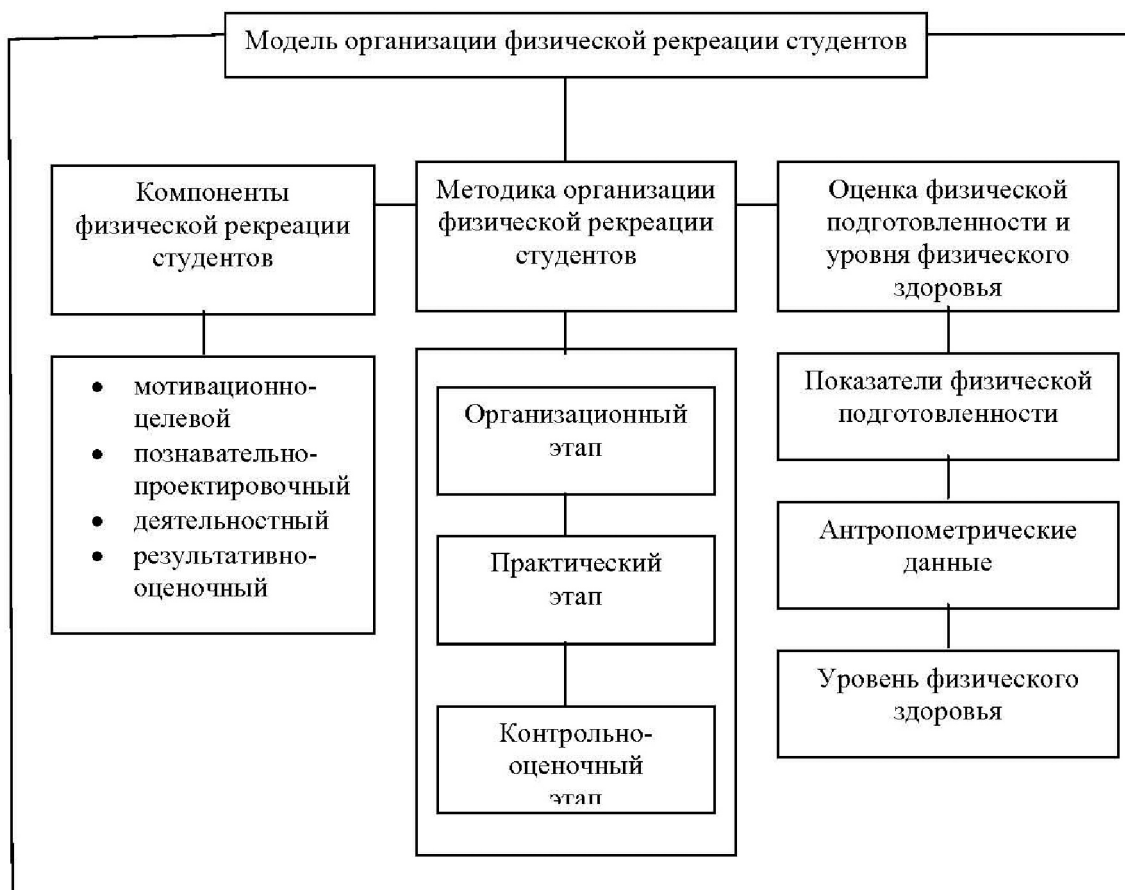 Модель организации физической рекреации студентов
Компоненты
физической рекреации
студентов
Методика организации
физической рекреации
студентов
Оценка физической
подготовленности и
уровня физического
здоровья
• мотивационно-
целевой
• познавательно-
проектировочный
• деятельностный
• результативно-
оценочный
Организационный
этап
Практический
этап
Контрольно-
оценочный
этап
Показатели физической
подготовленности
Антропометрические
данные
Уровень физического
здоровья